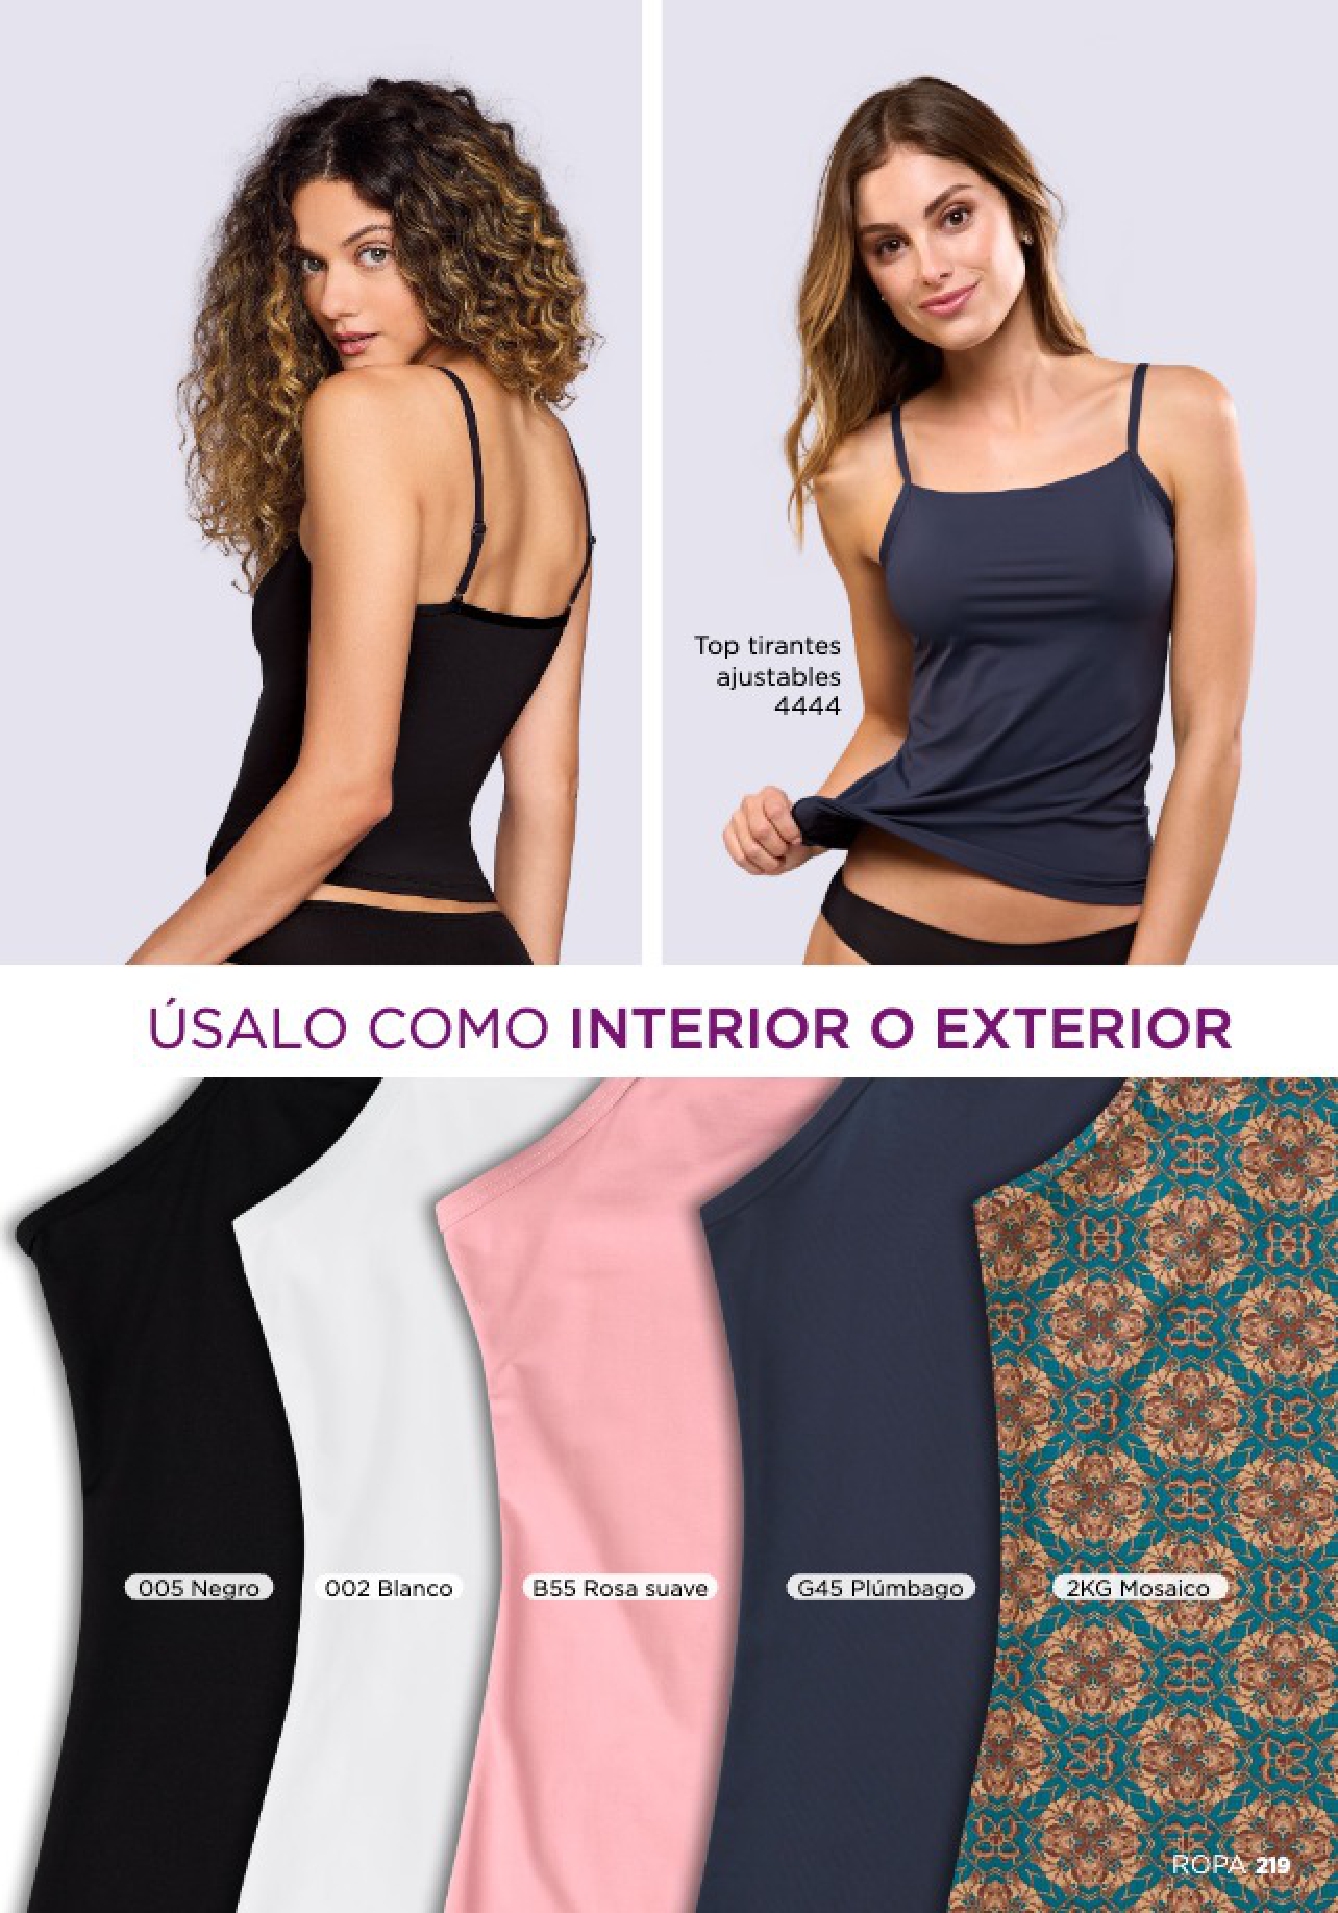 Top tirantes
ajustables
4444
ÚSALO COMO INTERIOR O EXTERIOR
005 Negro
002 Blanco
B55 Rosa suave
G45 Plúmbago
2KG Mosaico
ROPA 219